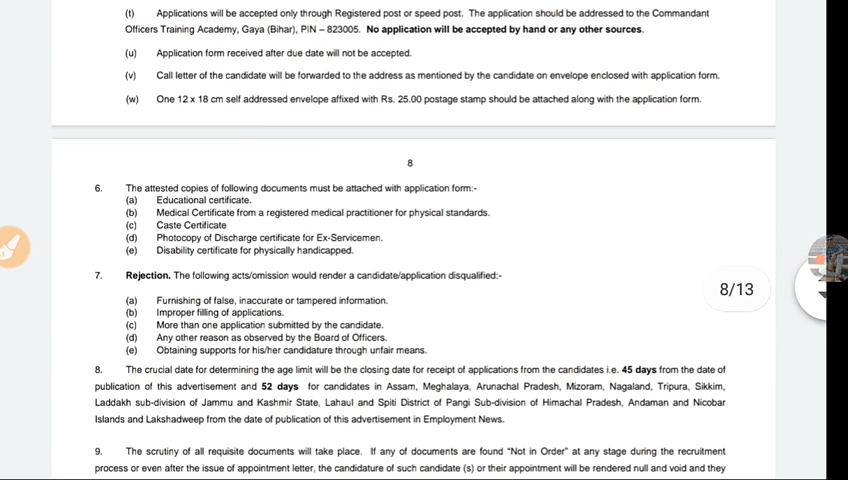 (t) Applications will be accepted only through Registered post or speed post. The application should be addressed to the Commandant
Officers Training Academy, Gaya (Bihar), PIN – 823005. No application will be accepted by hand or any other sources.
(u) Application form received after due date will not be accepted.
(v) Call letter of the candidate will be forwarded to the address as mentioned by the candidate on envelope enclosed with application form.
(w) One 12 x 18 cm self addressed envelope affixed with Rs. 25.00 postage stamp should be attached along with the application form.
8
6. The attested copies of following documents must be attached with application form:-
(a) Educational certificate.
(b) Medical Certificate from a registered medical practitioner for physical standards.
(c) Caste Certificate
(d) Photocopy of Discharge certificate for Ex-Servicemen.
(e) Disability certificate for physically handicapped.
7. Rejection. The following acts/omission would render a candidate/application disqualified:-
8/13
(a) Furnishing of false, inaccurate or tampered information.
(b) Improper filling of applications.
(c) More than one application submitted by the candidate.
(d) Any other reason as observed by the Board of Officers.
(e) Obtaining supports for his/her candidature through unfair means.
8. The crucial date for determining the age limit will be the closing date for receipt of applications from the candidates i.e. 45 days from the date of
publication of this advertisement and 52 days for candidates in Assam, Meghalaya, Arunachal Pradesh, Mizoram, Nagaland, Tripura, Sikkim,
Laddakh sub-division of Jammu and Kashmir State, Lahaul and Spiti District of Pangi Sub-division of Himachal Pradesh, Andaman and Nicobar
Islands and Lakshadweep from the date of publication of this advertisement in Employment News.
9. The scrutiny of all requisite documents will take place. If any of documents are found "Not in Order" at any stage during the recruitment
process or even after the issue of appointment letter, the candidature of such candidate (s) or their appointment will be rendered null and void and they